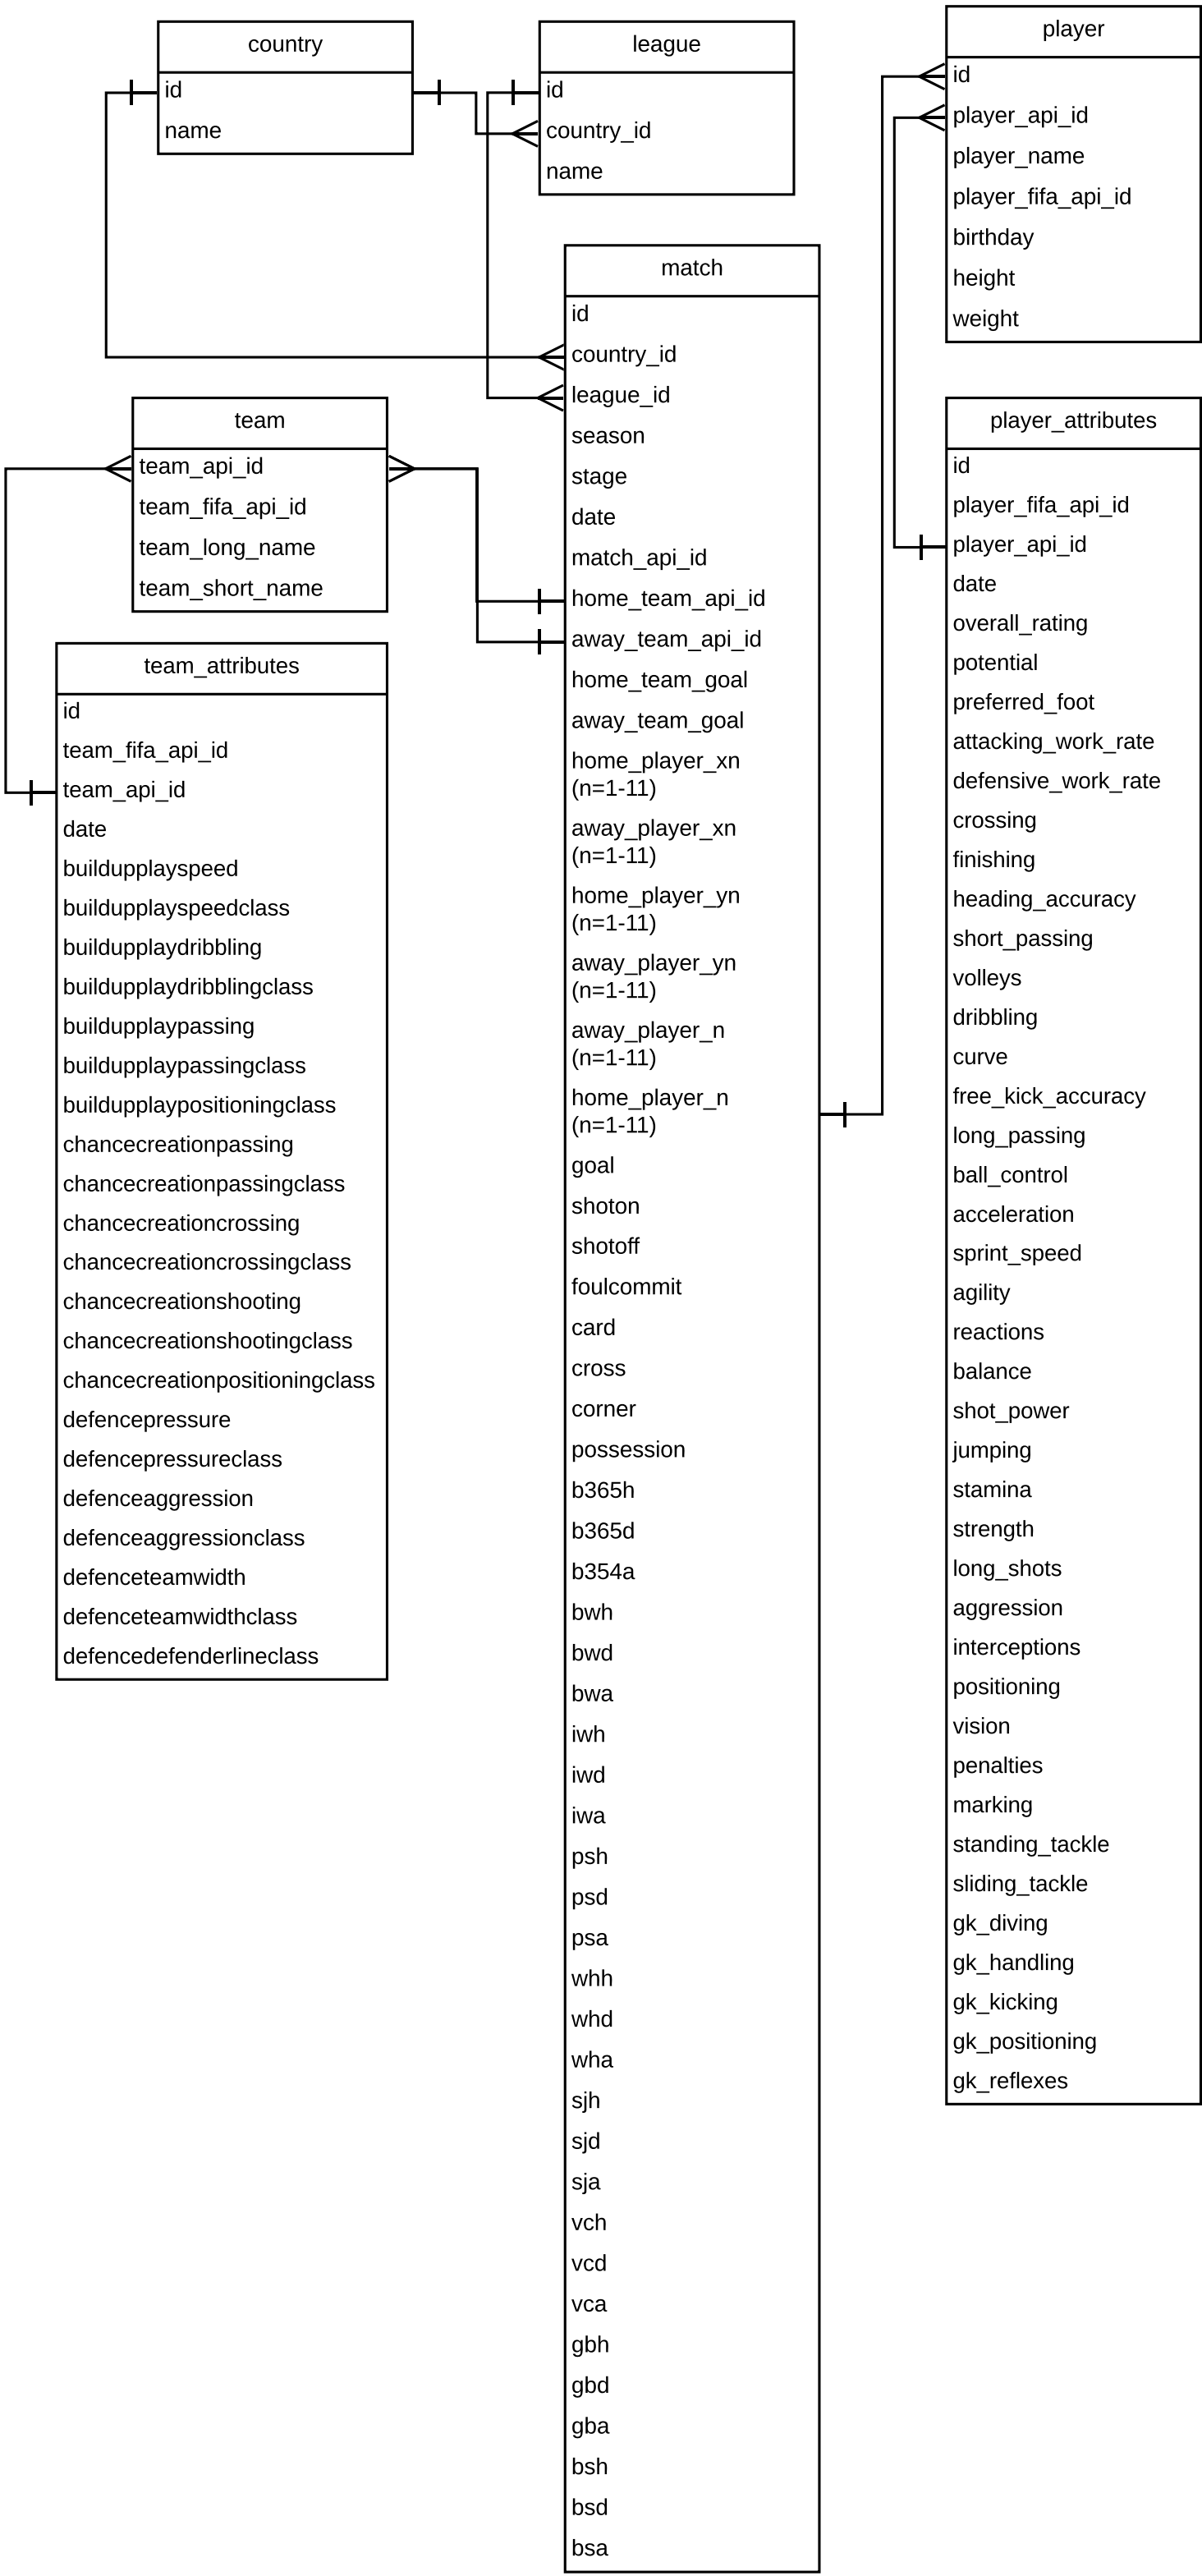 country
id
name
league
id
country_id
name
player
id
player_api_id
player_name
player_fifa_api_id
birthday
height
weight
match
id
country_id
league_id
season
stage
date
match_api_id
home_team_api_id
away_team_api_id
home_team_goal
away_team_goal
home_player_xn
(n=1-11)
away_player_xn
(n=1-11)
home_player_yn
(n=1-11)
away_player_yn
(n=1-11)
away_player_n
(n=1-11)
home_player_n
(n=1-11)
goal
shoton
shotoff
foulcommit
card
cross
corner
possession
b365h
b365d
b354a
bwh
bwd
bwa
iwh
iwd
iwa
psh
psd
psa
whh
whd
wha
sjh
sjd
sja
vch
vcd
vca
gbh
gbd
gba
bsh
bsd
bsa
team
team_api_id
team_fifa_api_id
team_long_name
team_short_name
team_attributes
id
team_fifa_api_id
team_api_id
date
buildupplayspeed
buildupplayspeedclass
buildupplaydribbling
buildupplaydribblingclass
buildupplaypassing
buildupplaypassingclass
buildupplaypositioningclass
chancecreationpassing
chancecreationpassingclass
chancecreationcrossing
chancecreationcrossingclass
chancecreationshooting
chancecreationshootingclass
chancecreationpositioningclass
defencepressure
defencepressureclass
defenceaggression
defenceaggressionclass
defenceteamwidth
defenceteamwidthclass
defencedefenderlineclass
player_attributes
id
player_fifa_api_id
player_api_id
date
overall_rating
potential
preferred_foot
attacking_work_rate
defensive_work_rate
crossing
finishing
heading_accuracy
short_passing
volleys
dribbling
curve
free_kick_accuracy
long_passing
ball_control
acceleration
sprint_speed
agility
reactions
balance
shot_power
jumping
stamina
strength
long_shots
aggression
interceptions
positioning
vision
penalties
marking
standing_tackle
sliding_tackle
gk_diving
gk_handling
gk_kicking
gk_positioning
gk_reflexes